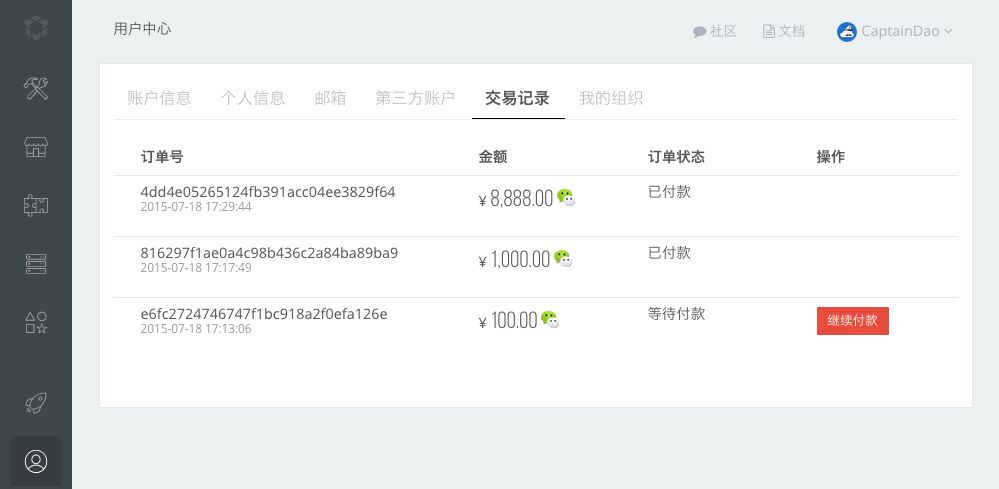 用户中心
社区 文档 CaptainDao
账户信息 个人信息 邮箱 第三方账户 交易记录 我的组织
订单号 金额 订单状态 操作
4dd4e05265124fb391acc04ee3829f64 ¥ 8,888.00 已付款
2015-07-18 17:29:44
816297f1ae0a4c98b436c2a84ba89ba9 ¥ 1,000.00 已付款
2015-07-18 17:17:49
e6fc2724746747f1bc918a2f0efa126e ¥ 100.00 等待付款 继续付款
2015-07-18 17:13:06